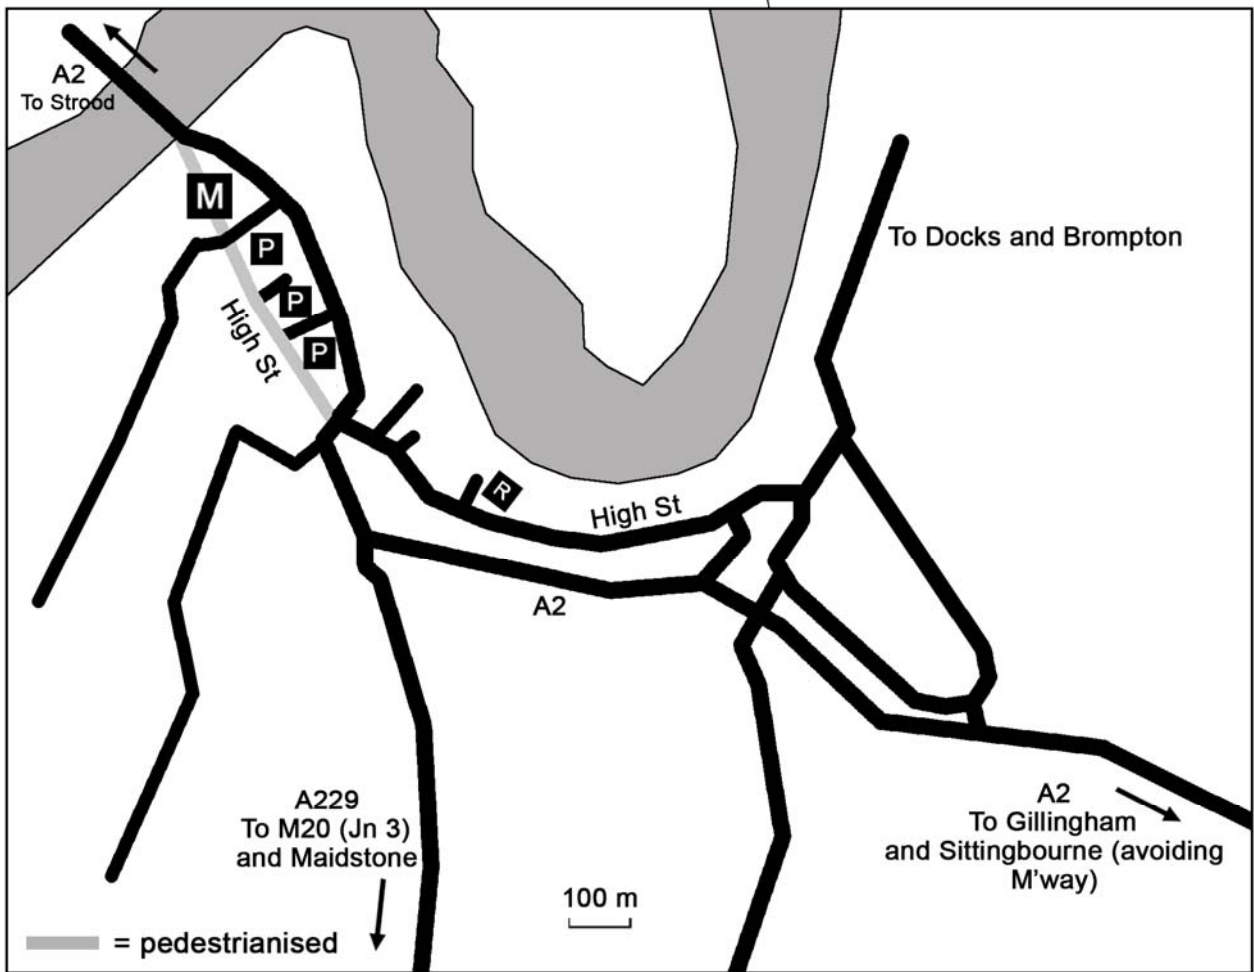 A2
To Strood
M
To Docks and Brompton
P
P
P
High St
R
High St
A2
A229
To M20 (Jn 3)
and Maidstone
A2
To Gillingham
and Sittingbourne (avoiding
M'way)
100 m
= pedestrianised